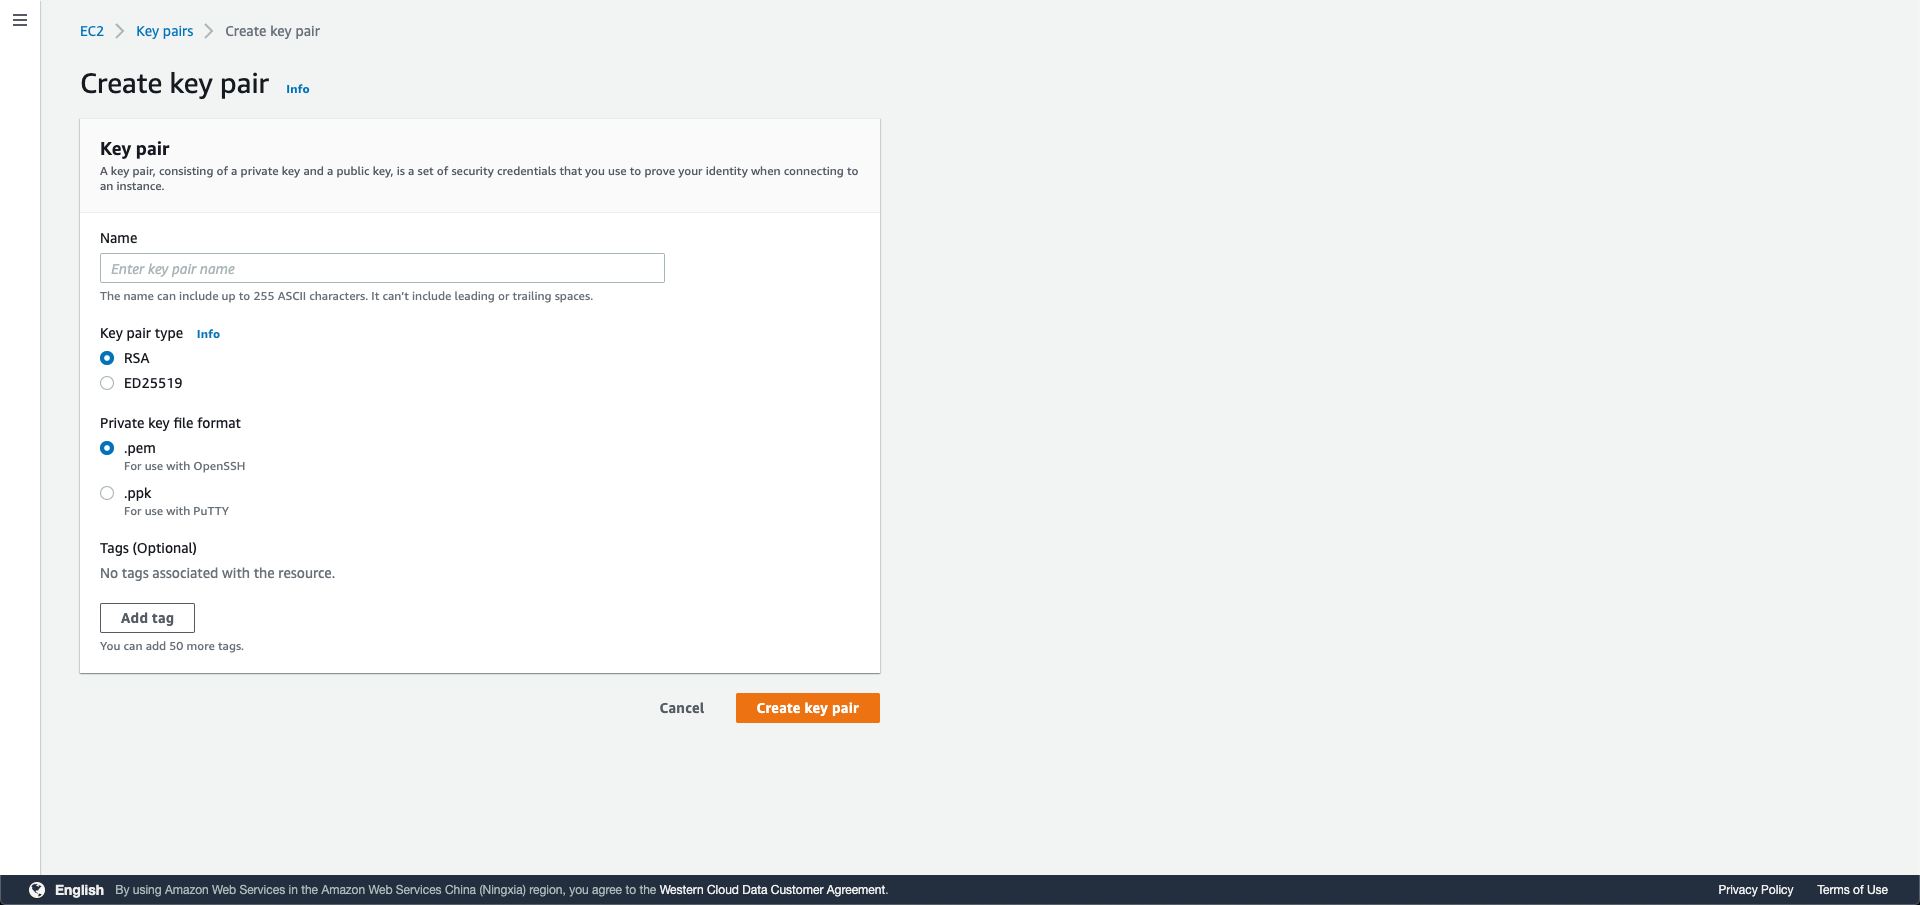 EC2 Key pairs Create key pair
Create key pair Info
Key pair
A key pair, consisting of a private key and a public key, is a set of security credentials that you use to prove your identity when connecting to
an instance.
Name
Enter key pair name
The name can include up to 255 ASCII characters. It can't include leading or trailing spaces.
Key pair type Info
RSA
ED25519
Private key file format
.pem
For use with OpenSSH
.ppk
For use with PuTTY
Tags (Optional)
No tags associated with the resource.
Add tag
You can add 50 more tags.
Cancel Create key pair
English By using Amazon Web Services in the Amazon Web Services China (Ningxia) region, you agree to the Western Cloud Data Customer Agreement. Privacy Policy Terms of Use